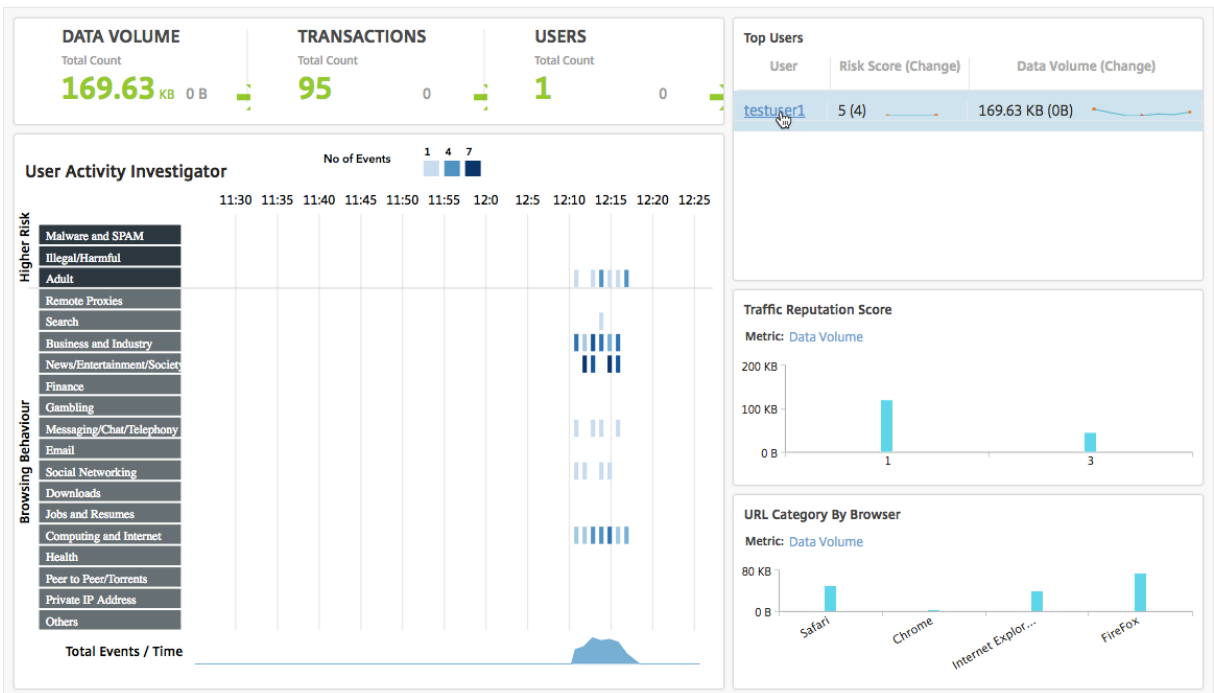 DATA VOLUME
Total Count
169.63 KB 0 B
TRANSACTIONS
Total Count
95 0
USERS
Total Count
1 0
Top Users
User Risk Score (Change) Data Volume (Change)
testuser1 5 (4) 169.63 KB (0B)
User Activity Investigator
No of Events
1 4 7
11:30 11:35 11:40 11:45 11:50 11:55 12:0 12:5 12:10 12:15 12:20 12:25
Higher Risk
Malware and SPAM
Illegal/Harmful
Adult
Browsing Behaviour
Remote Proxies
Search
Business and Industry
News/Entertainment/Society
Finance
Gambling
Messaging/Chat/Telephony
Email
Social Networking
Downloads
Jobs and Resumes
Computing and Internet
Health
Peer to Peer/Torrents
Private IP Address
Others
Total Events / Time
Traffic Reputation Score
Metric: Data Volume
200 KB
100 KB
0 B
1 3
URL Category By Browser
Metric: Data Volume
80 KB
0 B
Safari Chrome Internet Explor... FireFox